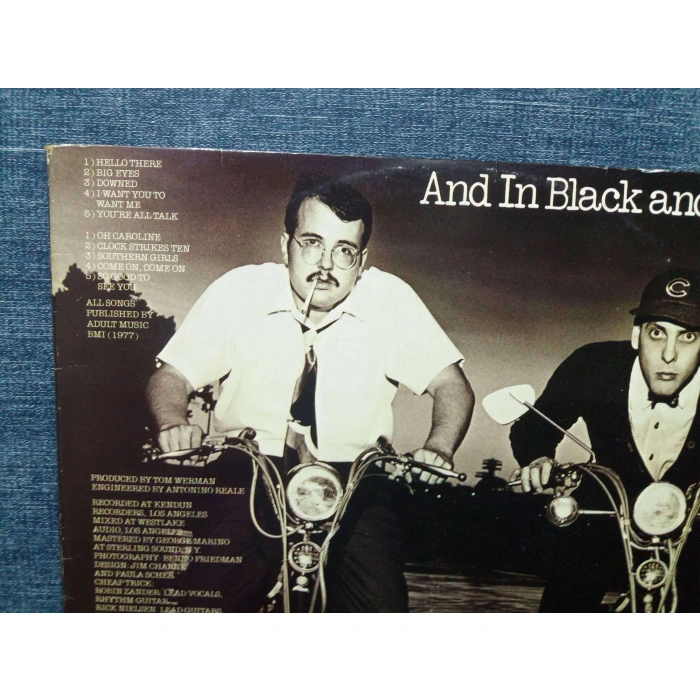 1) HELLO THERE
2) BIG EYES
3) DOWNED
4) I WANT YOU TO
WANT ME
5) YOU'RE ALL TALK
1) OH CAROLINE
2) CLOCK STRIKES TEN
3) SOUTHERN GIRLS
4) COME ON, COME ON
5) SO GOOD TO
SEE YOU
ALL SONGS
PUBLISHED BY
ADULT MUSIC
BMI (1977)
And In Black and
C
PRODUCED BY TOM WERMAN
ENGINEERED BY ANTONINO REALE
RECORDED AT KENDUN
RECORDERS, LOS ANGELES
MIXED AT WESTLAKE
AUDIO, LOS ANGELES
MASTERED BY GEORGE MARINO
AT STERLING SOUND, N.Y.
PHOTOGRAPHY: BENNO FRIEDMAN
DESIGN: JIM CHARNE
AND PAULA SCHER
CHEAP TRICK:
ROBIN ZANDER: LEAD VOCALS,
RHYTHM GUITAR
RICK NIELSEN: LEAD GUITARS,